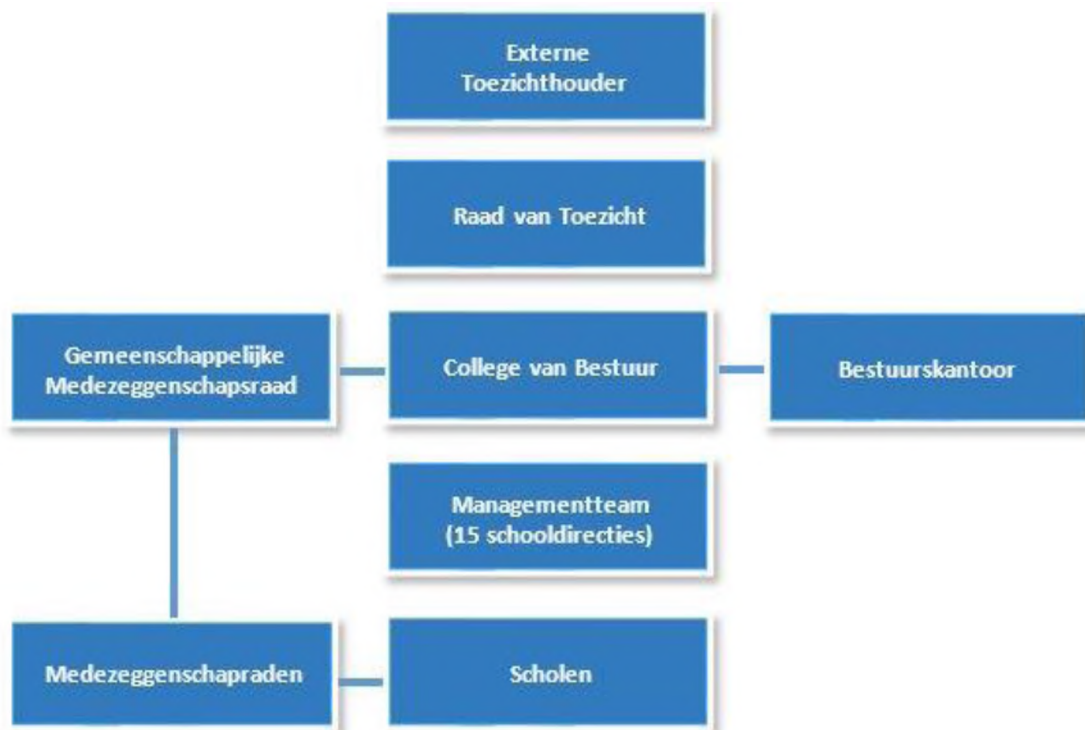 Externe
Toezichthouder
Raad van Toezicht
Gemeenschappelijke
Medezeggenschapsraad
College van Bestuur
Bestuurskantoor
Managementteam
(15 schooldirecties)
Medezeggenschapraden
Scholen